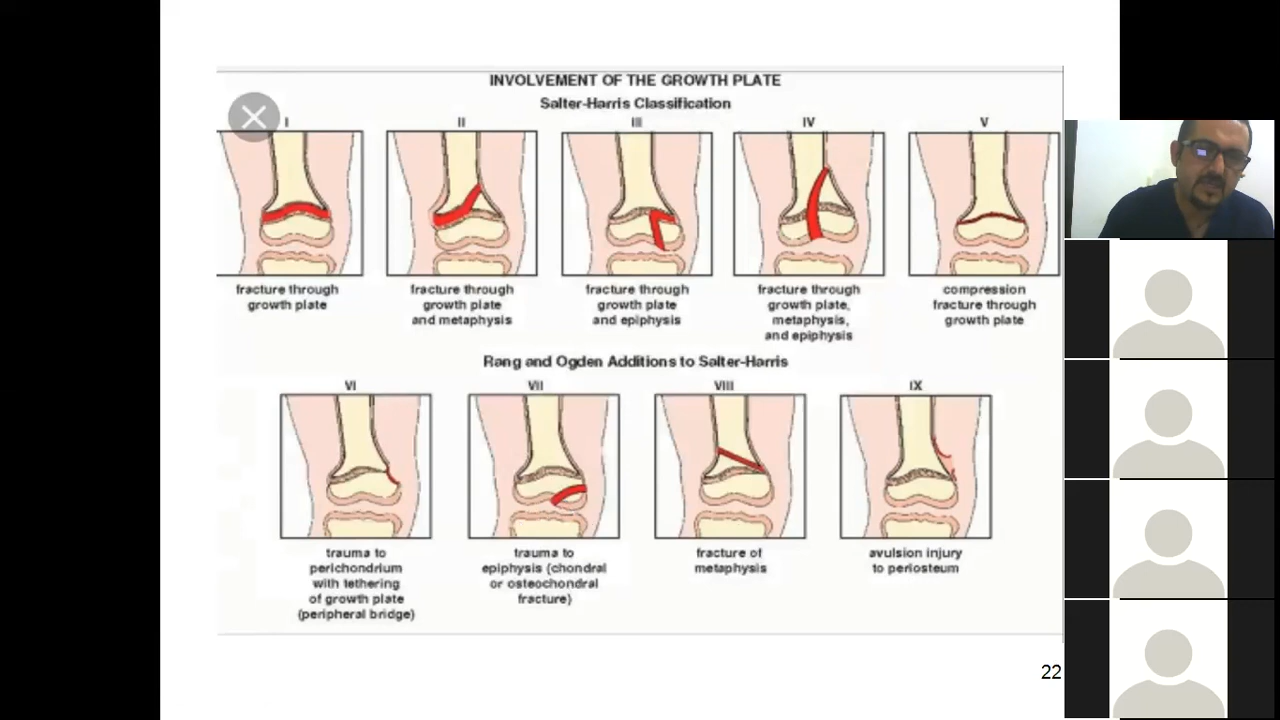 INVOLVEMENT OF THE GROWTH PLATE
Salter-Harris Classification
I
II
III
IV
V
fracture through
growth plate
fracture through
growth plate
and metaphysis
fracture through
growth plate
and epiphysis
fracture through
growth plate,
metaphysis,
and epiphysis
compression
fracture through
growth plate
Rang and Ogden Additions to Salter-Harris
VI
VII
VIII
IX
trauma to
perichondrium
with tethering
of growth plate
(peripheral bridge)
trauma to
epiphysis (chondral
or osteochondral
fracture)
fracture of
metaphysis
avulsion injury
to periosteum
22